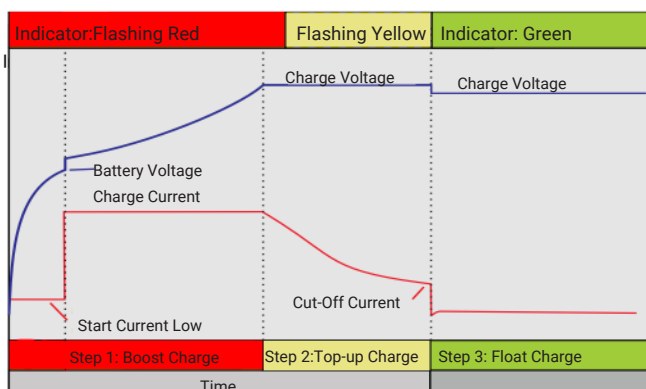 Indicator:Flashing Red
Flashing Yellow
Indicator: Green
Charge Voltage
Charge Voltage
Battery Voltage
Charge Current
Cut-Off Current
Start Current Low
Step 1: Boost Charge
Step 2:Top-up Charge
Step 3: Float Charge
Time